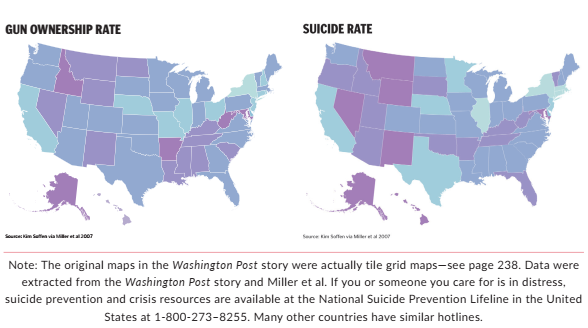 GUN OWNERSHIP RATE
SUICIDE RATE
Source: Kim Soffen via Miller et al 2007
Source: Kim Soffen via Miller et al 2007
Note: The original maps in the Washington Post story were actually tile grid maps—see page 238. Data were
extracted from the Washington Post story and Miller et al. If you or someone you care for is in distress,
suicide prevention and crisis resources are available at the National Suicide Prevention Lifeline in the United
States at 1-800-273–8255. Many other countries have similar hotlines.